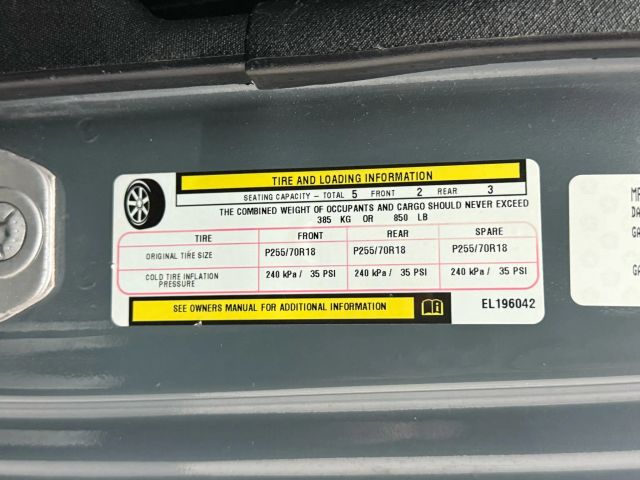 TIRE AND LOADING INFORMATION
SEATING CAPACITY - TOTAL 5 FRONT 2 REAR 3
THE COMBINED WEIGHT OF OCCUPANTS AND CARGO SHOULD NEVER EXCEED
385 KG OR 850 LB
TIRE FRONT REAR SPARE
ORIGINAL TIRE SIZE P255/70R18 P255/70R18 P255/70R18
COLD TIRE INFLATION PRESSURE 240 kPa / 35 PSI 240 kPa / 35 PSI 240 kPa / 35 PSI
SEE OWNERS MANUAL FOR ADDITIONAL INFORMATION
EL196042